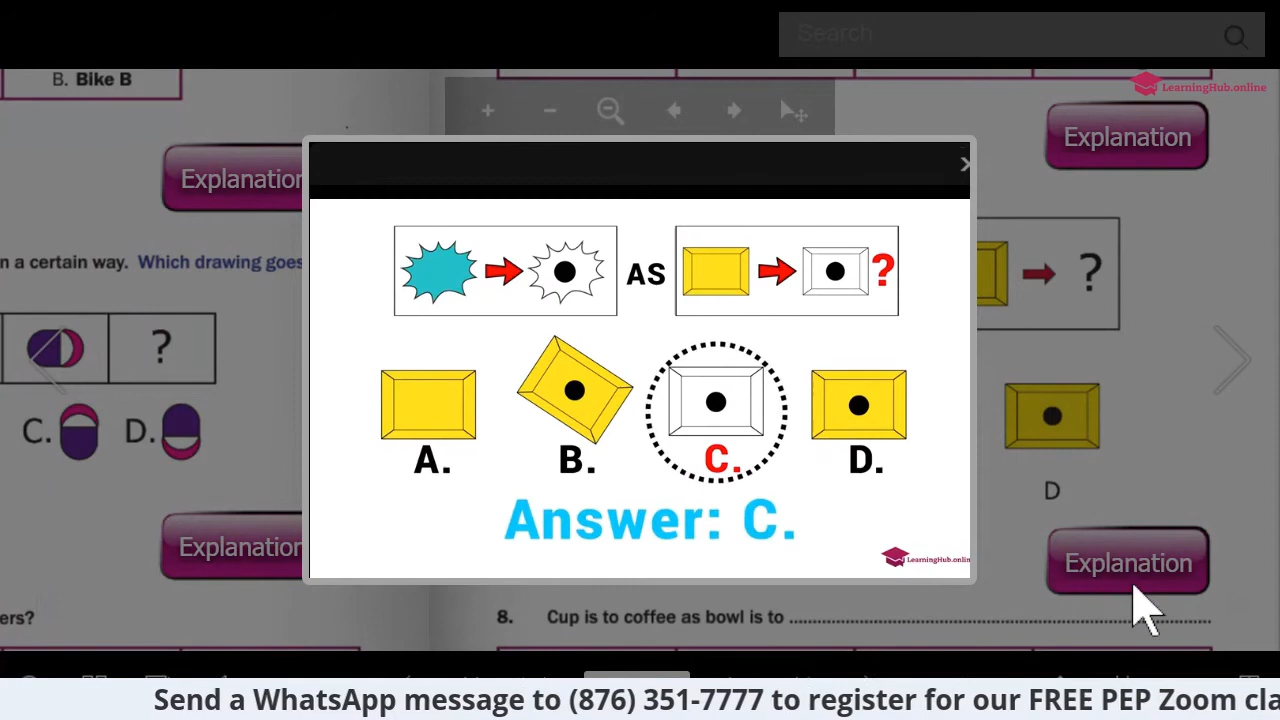 Search
B. Bike B
LearningHub.online
Explanation
Explanation
n a certain way. Which drawing goes
?
C. D.
AS
?
?
A.
B.
C.
D.
D
Answer: C.
LearningHub.online
Explanation
Explanation
ers?
8. Cup is to coffee as bowl is to
Send a WhatsApp message to (876) 351-7777 to register for our FREE PEP Zoom cla